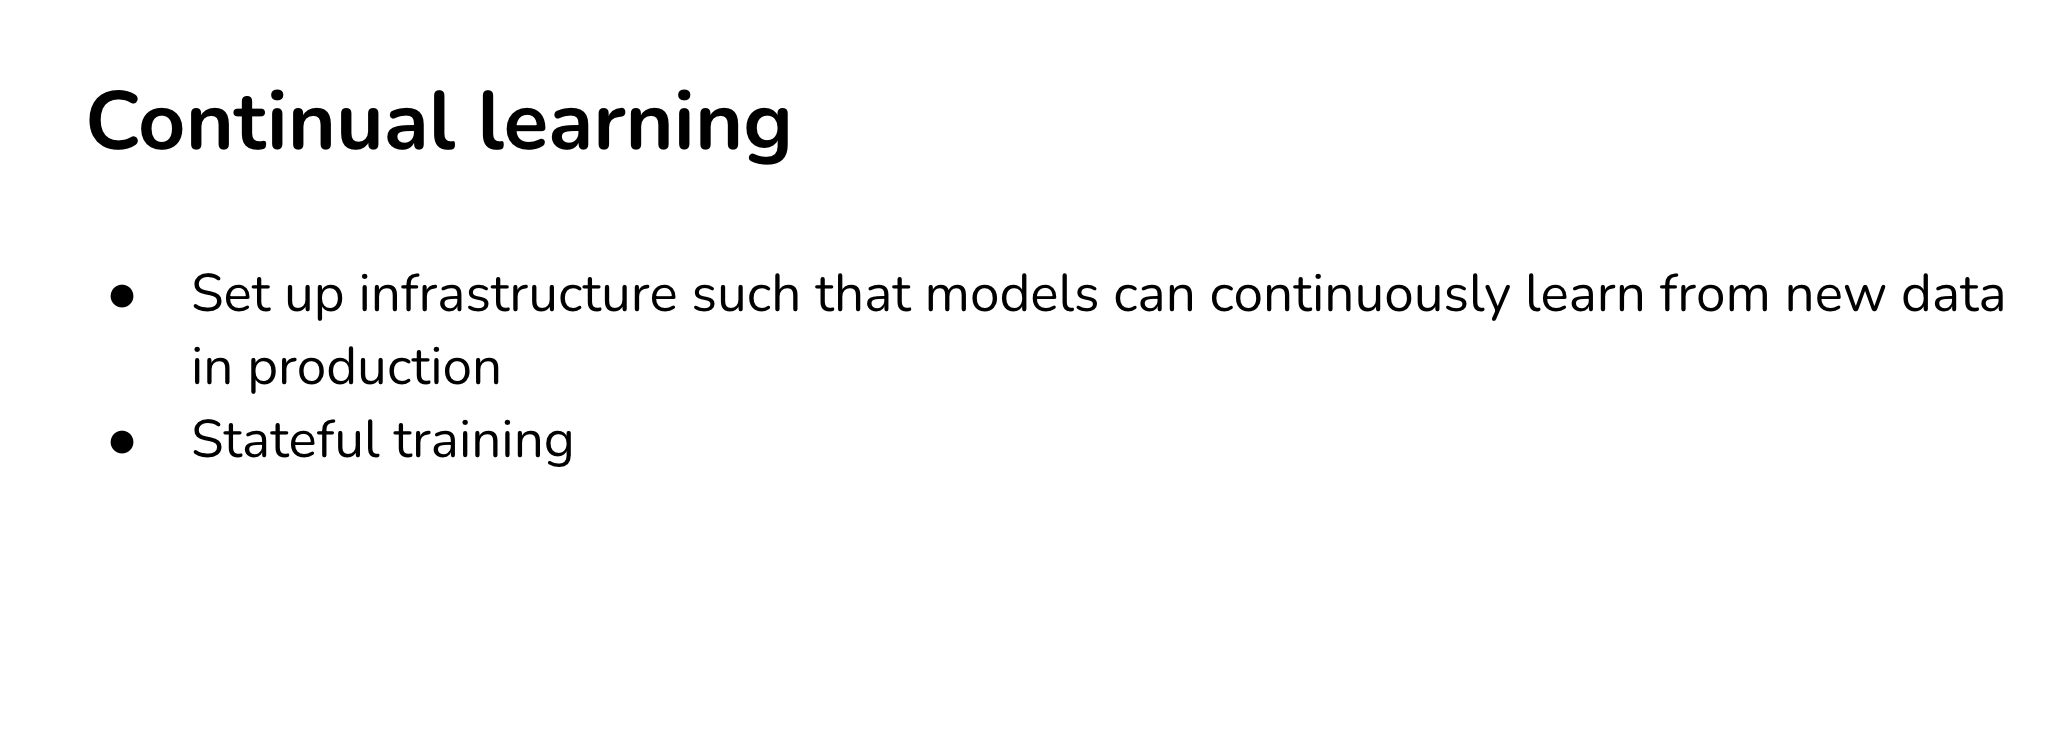 Continual learning
● Set up infrastructure such that models can continuously learn from new data
in production
● Stateful training